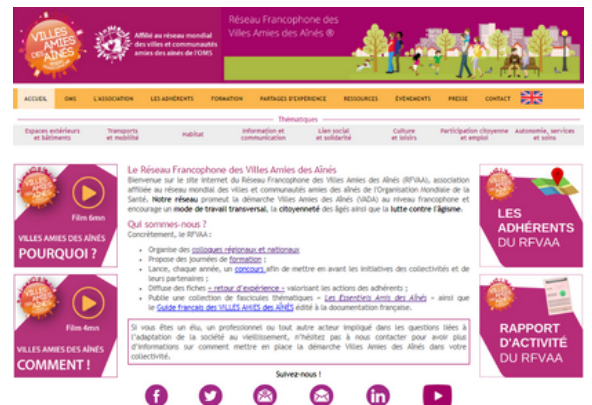 VILLES
AMIES
DES AÎNÉS
Affilié au réseau mondial
des villes et communautés
amies des aînés de l'OMS
Réseau Francophone des
Villes Amies des Aînés ®
ACCUEIL OMS L'ASSOCIATION LES ADHÉRENTS FORMATION PARTAGES D'EXPÉRIENCE RESSOURCES ÉVÉNEMENTS PRESSE CONTACT
Thématiques
Espaces extérieurs et bâtiments
Transports et mobilité
Habitat
Information et communication
Lien social et solidarité
Culture et loisirs
Participation citoyenne et emploi
Autonomie, services et soins
VILLES
AMIES
DES AÎNÉS
Film 6mn
VILLES AMIES DES AÎNÉS
POURQUOI ?
VILLES
AMIES
DES AÎNÉS
Film 4mn
VILLES AMIES DES AÎNÉS
COMMENT !
Le Réseau Francophone des Villes Amies des Aînés
Bienvenue sur le site internet du Réseau Francophone des Villes Amies des Aînés (RFVAA), association
affiliée au réseau mondial des villes et communautés amies des aînés de l'Organisation Mondiale de la
Santé. Notre réseau promeut la démarche Villes Amies des Aînés (VADA) au niveau francophone et
encourage un mode de travail transversal, la citoyenneté des âgés ainsi que la lutte contre l'âgisme.
Qui sommes-nous ?
Concrètement, le RFVAA :
• Organise des colloques régionaux et nationaux
• Propose des journées de formation ;
• Lance, chaque année, un concours afin de mettre en avant les initiatives des collectivités et de
leurs partenaires ;
• Diffuse des fiches « retour d'expérience » valorisant les actions des adhérents ;
• Publie une collection de fascicules thématiques « Les Essentiels Amis des Aînés » ainsi que
le Guide français des VILLES AMIES des AÎNÉS édité à la documentation française.
Si vous êtes un élu, un professionnel ou tout autre acteur impliqué dans les questions liées à
l'adaptation de la société au vieillissement, n'hésitez pas à nous contacter pour avoir plus
d'informations sur comment mettre en place la démarche Villes Amies des Aînés dans votre
collectivité.
Suivez-nous !
LES
ADHÉRENTS
DU RFVAA
RAPPORT
D'ACTIVITÉ
DU RFVAA